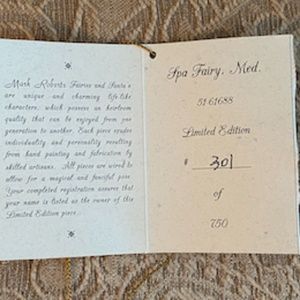 Mark Roberts Fairies and Santa's
are unique and charming life-like
characters, which possess an heirloom
quality that can be enjoyed from one
generation to another. Each piece exudes
individuality and personality resulting
from hand painting and fabrication by
skilled artisans. All pieces are wired to
allow for a magical and fanciful pose.
Your completed registration assures that
your name is listed as the owner of this
Limited Edition piece.
Spa Fairy, Med.
51 61688
Limited Edition
# 301
of
750